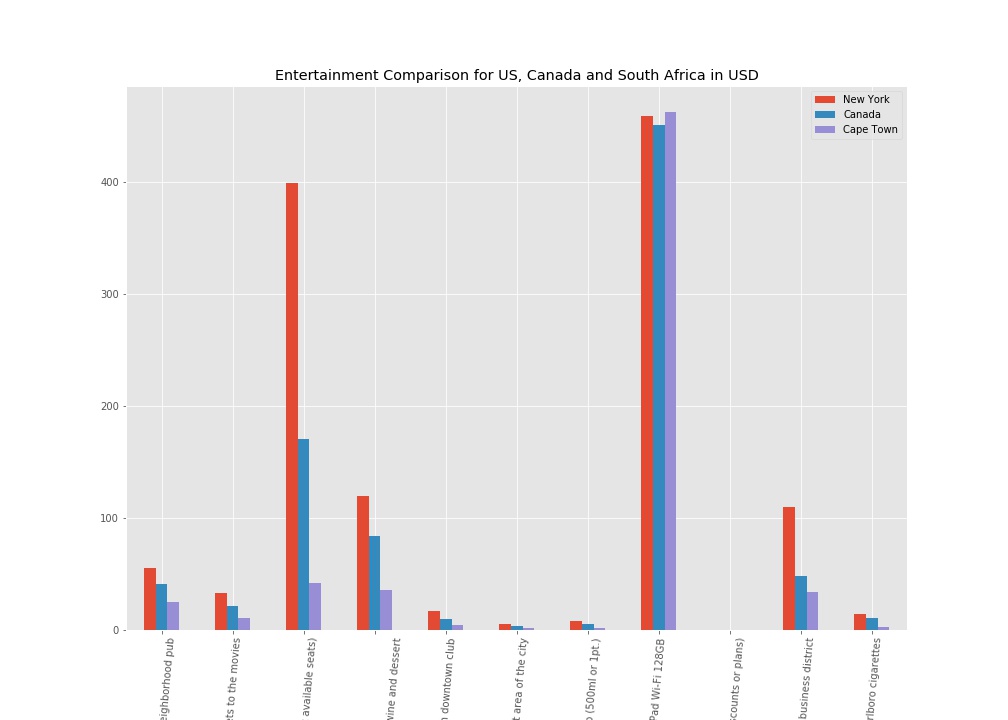 Entertainment Comparison for US, Canada and South Africa in USD
New York
Canada
Cape Town
400
300
200
100
0
eighborhood pub
ets to the movies
available seats)
wine and dessert
downtown club
area of the city
(500ml or 1pt.)
Pad Wi-Fi 128GB
scounts or plans)
business district
rlboro cigarettes